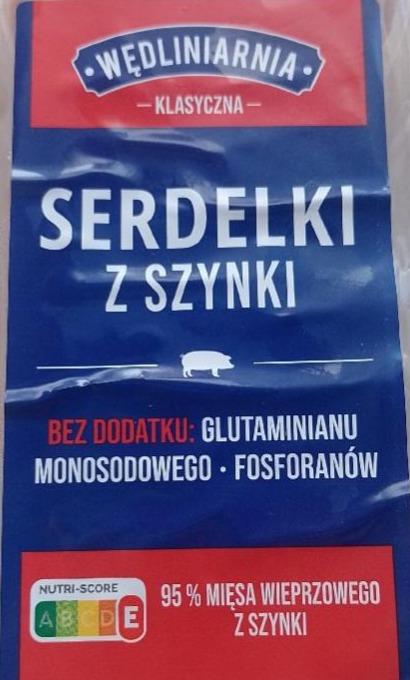 • WĘDLINIARNIA •
– KLASYCZNA –
SERDELKI
Z SZYNKI
BEZ DODATKU: GLUTAMINIANU
MONOSODOWEGO • FOSFORANÓW
NUTRI-SCORE
A B C D E
95 % MIĘSA WIEPRZOWEGO
Z SZYNKI